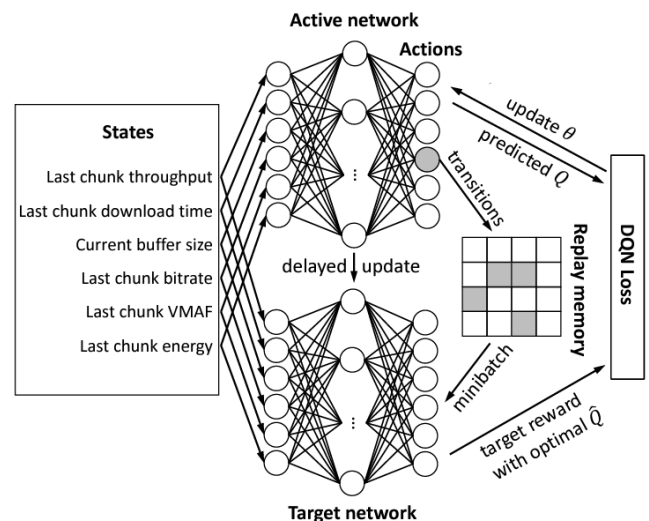 Active network
Actions
States
Last chunk throughput
Last chunk download time
Current buffer size
Last chunk bitrate
Last chunk VMAF
Last chunk energy
update θ
predicted Q
transitions
DQN Loss
Replay memory
delayed update
minibatch
target reward
with optimal Q̂
Target network
...
...